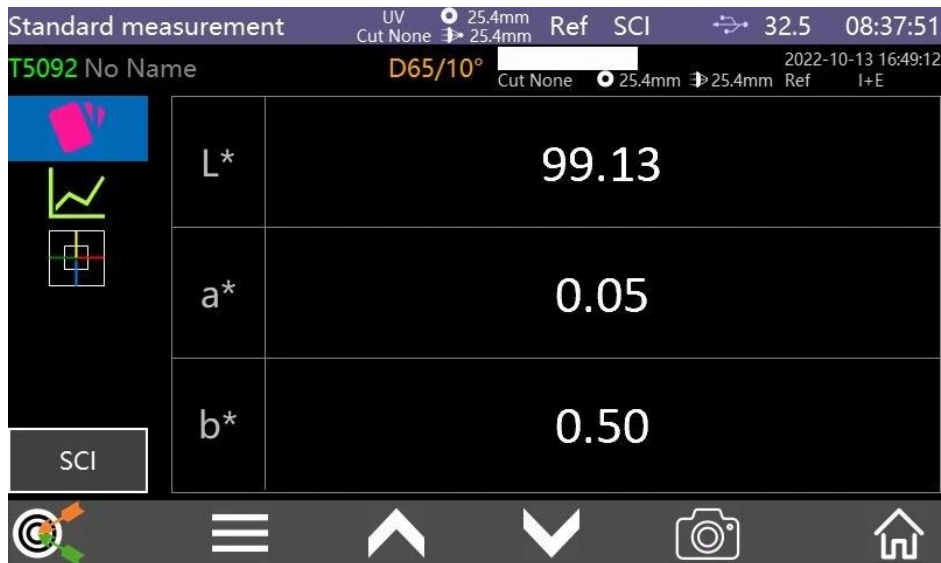 Standard measurement UV Cut None 25.4mm 25.4mm Ref SCI 32.5 08:37:51
T5092 No Name D65/10° Cut None 25.4mm 25.4mm 2022-10-13 16:49:12 Ref I+E
L* 99.13
a* 0.05
b* 0.50
SCI